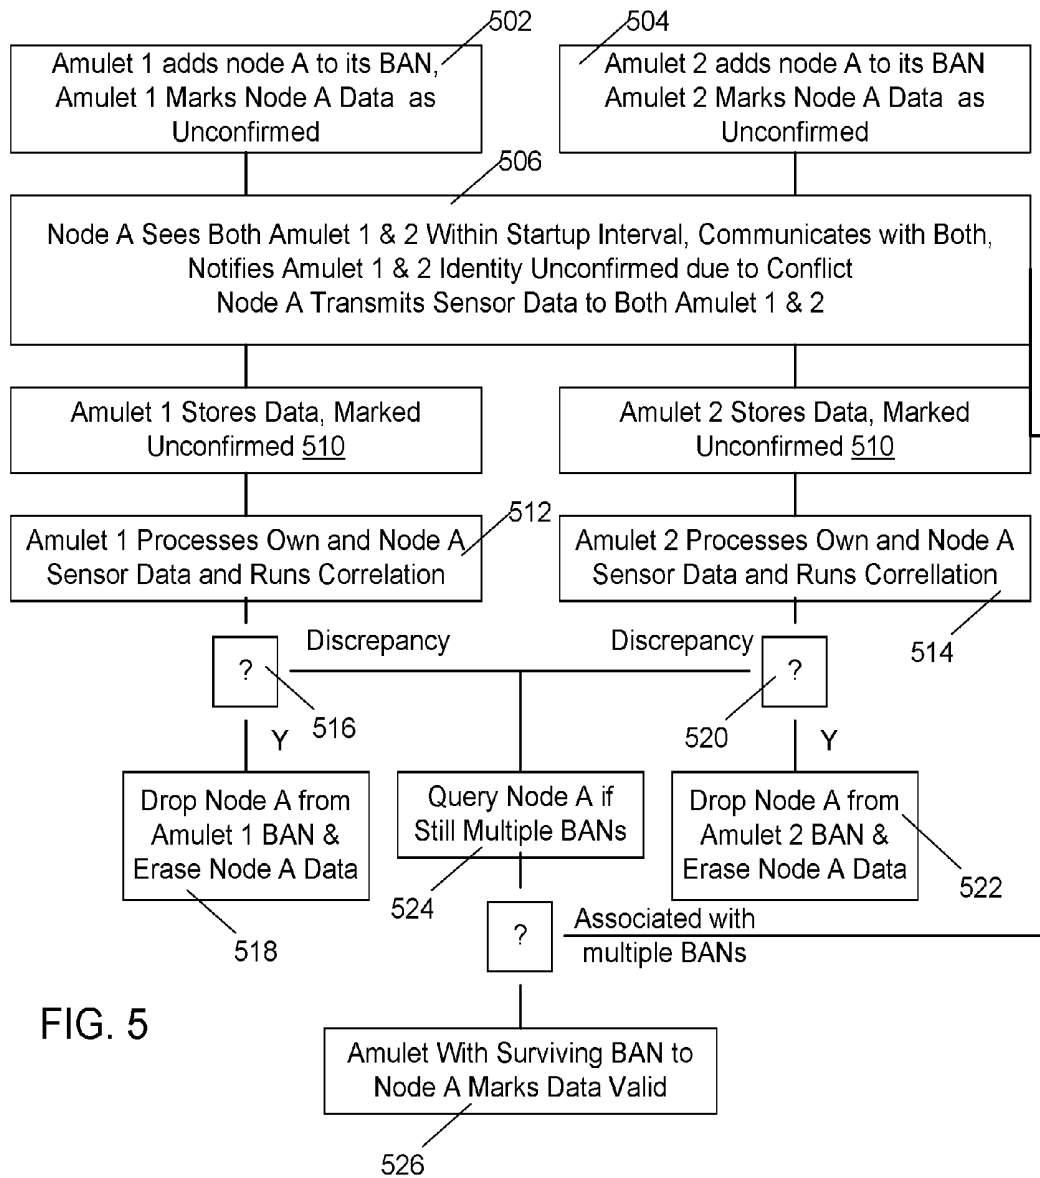 502
504
Amulet 1 adds node A to its BAN,
Amulet 1 Marks Node A Data as
Unconfirmed
Amulet 2 adds node A to its BAN
Amulet 2 Marks Node A Data as
Unconfirmed
506
Node A Sees Both Amulet 1 & 2 Within Startup Interval, Communicates with Both,
Notifies Amulet 1 & 2 Identity Unconfirmed due to Conflict
Node A Transmits Sensor Data to Both Amulet 1 & 2
Amulet 1 Stores Data, Marked
Unconfirmed 510
Amulet 2 Stores Data, Marked
Unconfirmed 510
512
Amulet 1 Processes Own and Node A
Sensor Data and Runs Correlation
Amulet 2 Processes Own and Node A
Sensor Data and Runs Correllation
514
Discrepancy
Discrepancy
?
?
516
520
Y
Y
Drop Node A from
Amulet 1 BAN &
Erase Node A Data
Query Node A if
Still Multiple BANs
Drop Node A from
Amulet 2 BAN &
Erase Node A Data
518
524
522
?
Associated with
multiple BANs
FIG. 5
Amulet With Surviving BAN to
Node A Marks Data Valid
526